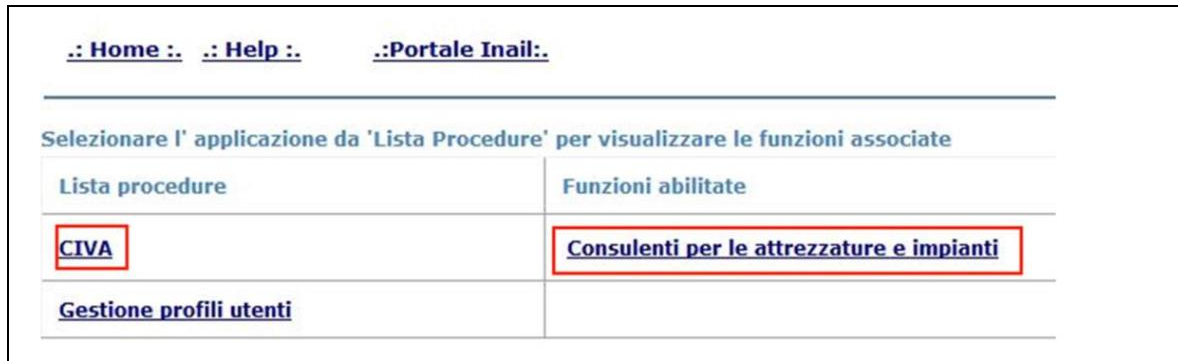 .: Home :. .: Help :. .:Portale Inail:.
Selezionare l' applicazione da 'Lista Procedure' per visualizzare le funzioni associate
Lista procedure Funzioni abilitate
CIVA Consulenti per le attrezzature e impianti
Gestione profili utenti